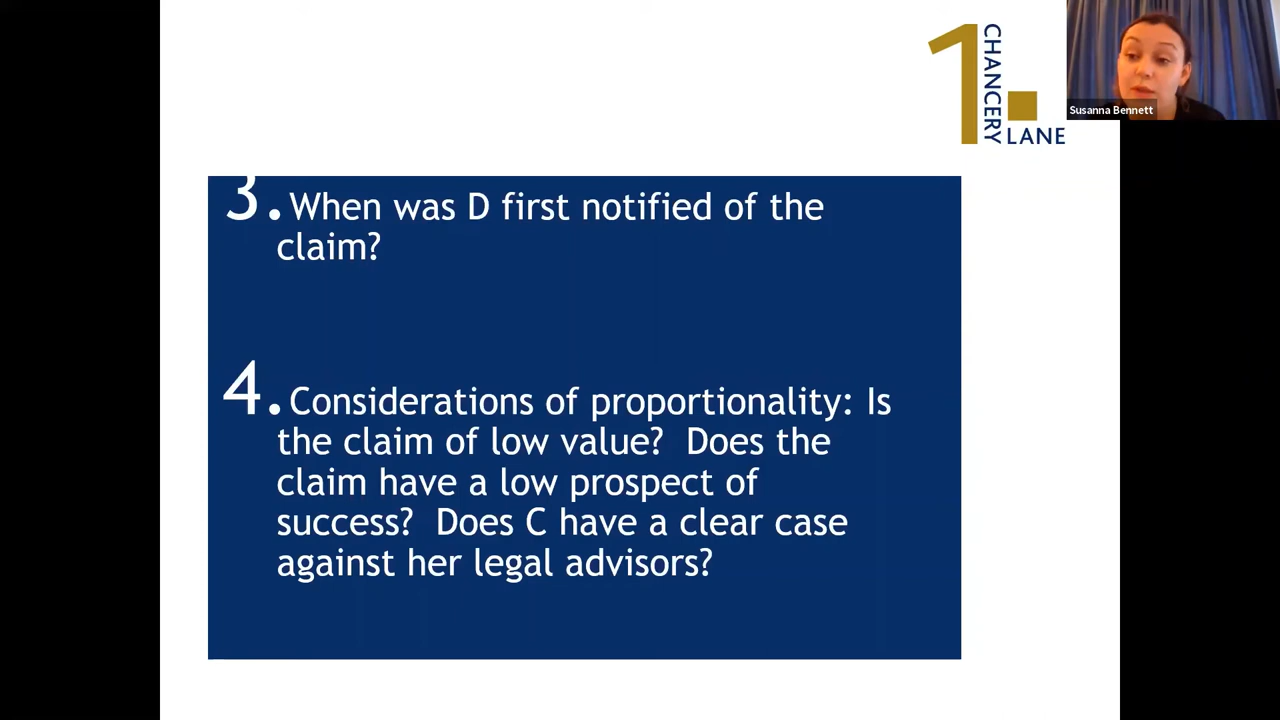 1 CHANCERY LANE
Susanna Bennett
3. When was D first notified of the
claim?
4. Considerations of proportionality: Is
the claim of low value? Does the
claim have a low prospect of
success? Does C have a clear case
against her legal advisors?